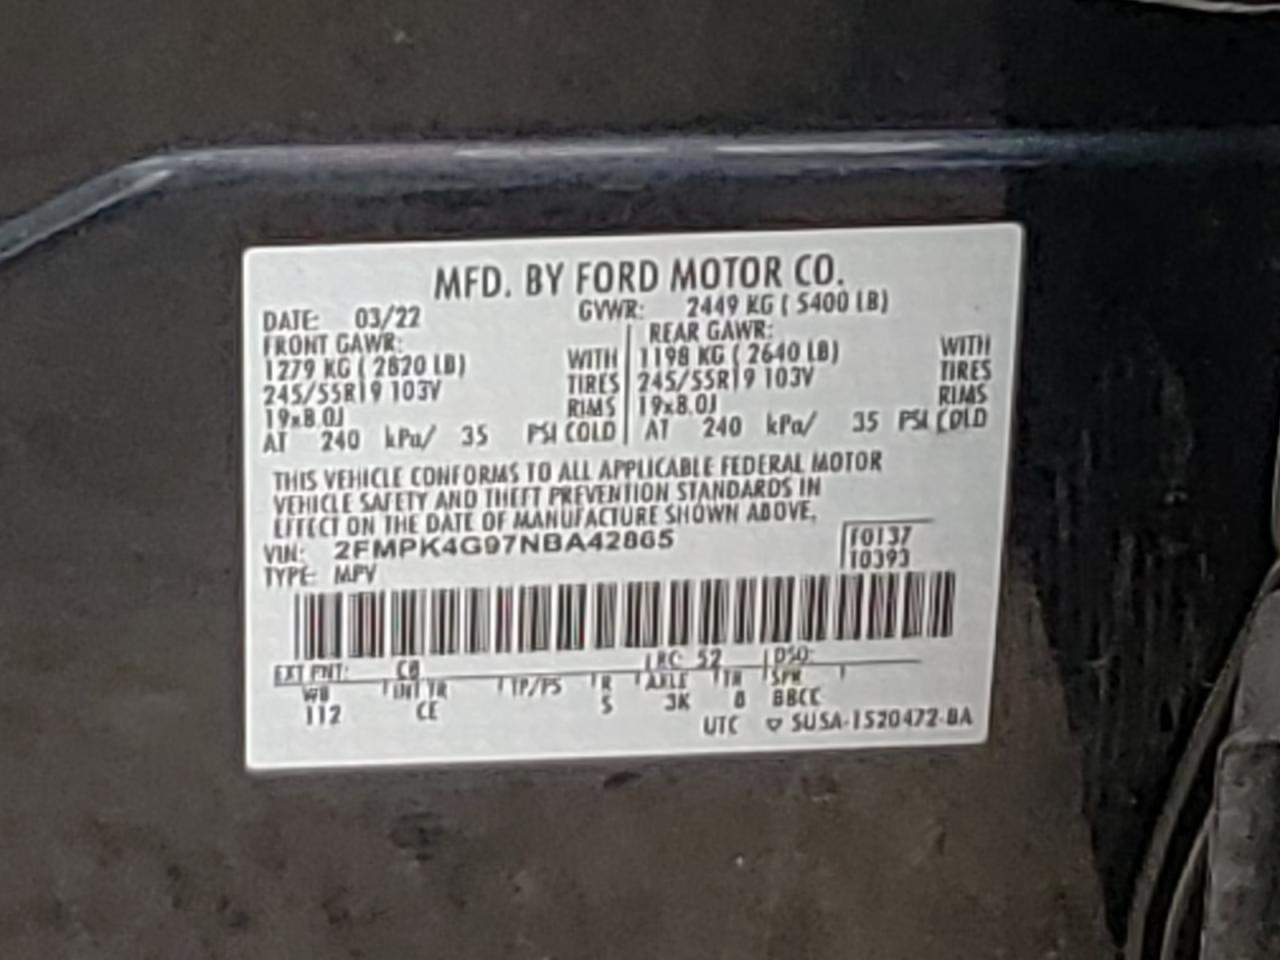 MFD. BY FORD MOTOR CO.
DATE: 03/22 GVWR: 2449 KG ( 5400 LB)
FRONT GAWR: REAR GAWR:
1279 KG ( 2820 LB) WITH 1198 KG ( 2640 LB) WITH
245/55R19 103V TIRES 245/55R19 103V TIRES
19x8.0J RIMS 19x8.0J RIMS
AT 240 kPa/ 35 PSI COLD AT 240 kPa/ 35 PSI COLD
THIS VEHICLE CONFORMS TO ALL APPLICABLE FEDERAL MOTOR
VEHICLE SAFETY AND THEFT PREVENTION STANDARDS IN
EFFECT ON THE DATE OF MANUFACTURE SHOWN ABOVE.
VIN: 2FMPK4G97NBA42865 F0137
TYPE: MPV 10393
EXT PNT: RC: 52 DSO:
WB INT TR TP/PS R AXLE TR SPR
112 CE S 3K 8 BBCC
UTC SUSA-1520472-BA